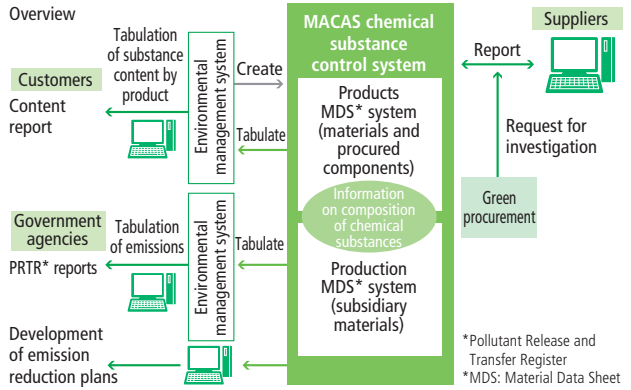 Overview
Tabulation
of substance
content by
product
Customers
Content
report
Environmental
management system
Create
Tabulate
MACAS chemical
substance
control system
Products
MDS* system
(materials and
procured
components)
Information
on composition
of chemical
substances
Production
MDS* system
(subsidiary
materials)
Report
Suppliers
Request for
investigation
Green
procurement
Government
agencies
PRTR* reports
Tabulation
of emissions
Environmental
management system
Tabulate
Development
of emission
reduction plans
*Pollutant Release and
Transfer Register
*MDS: Material Data Sheet